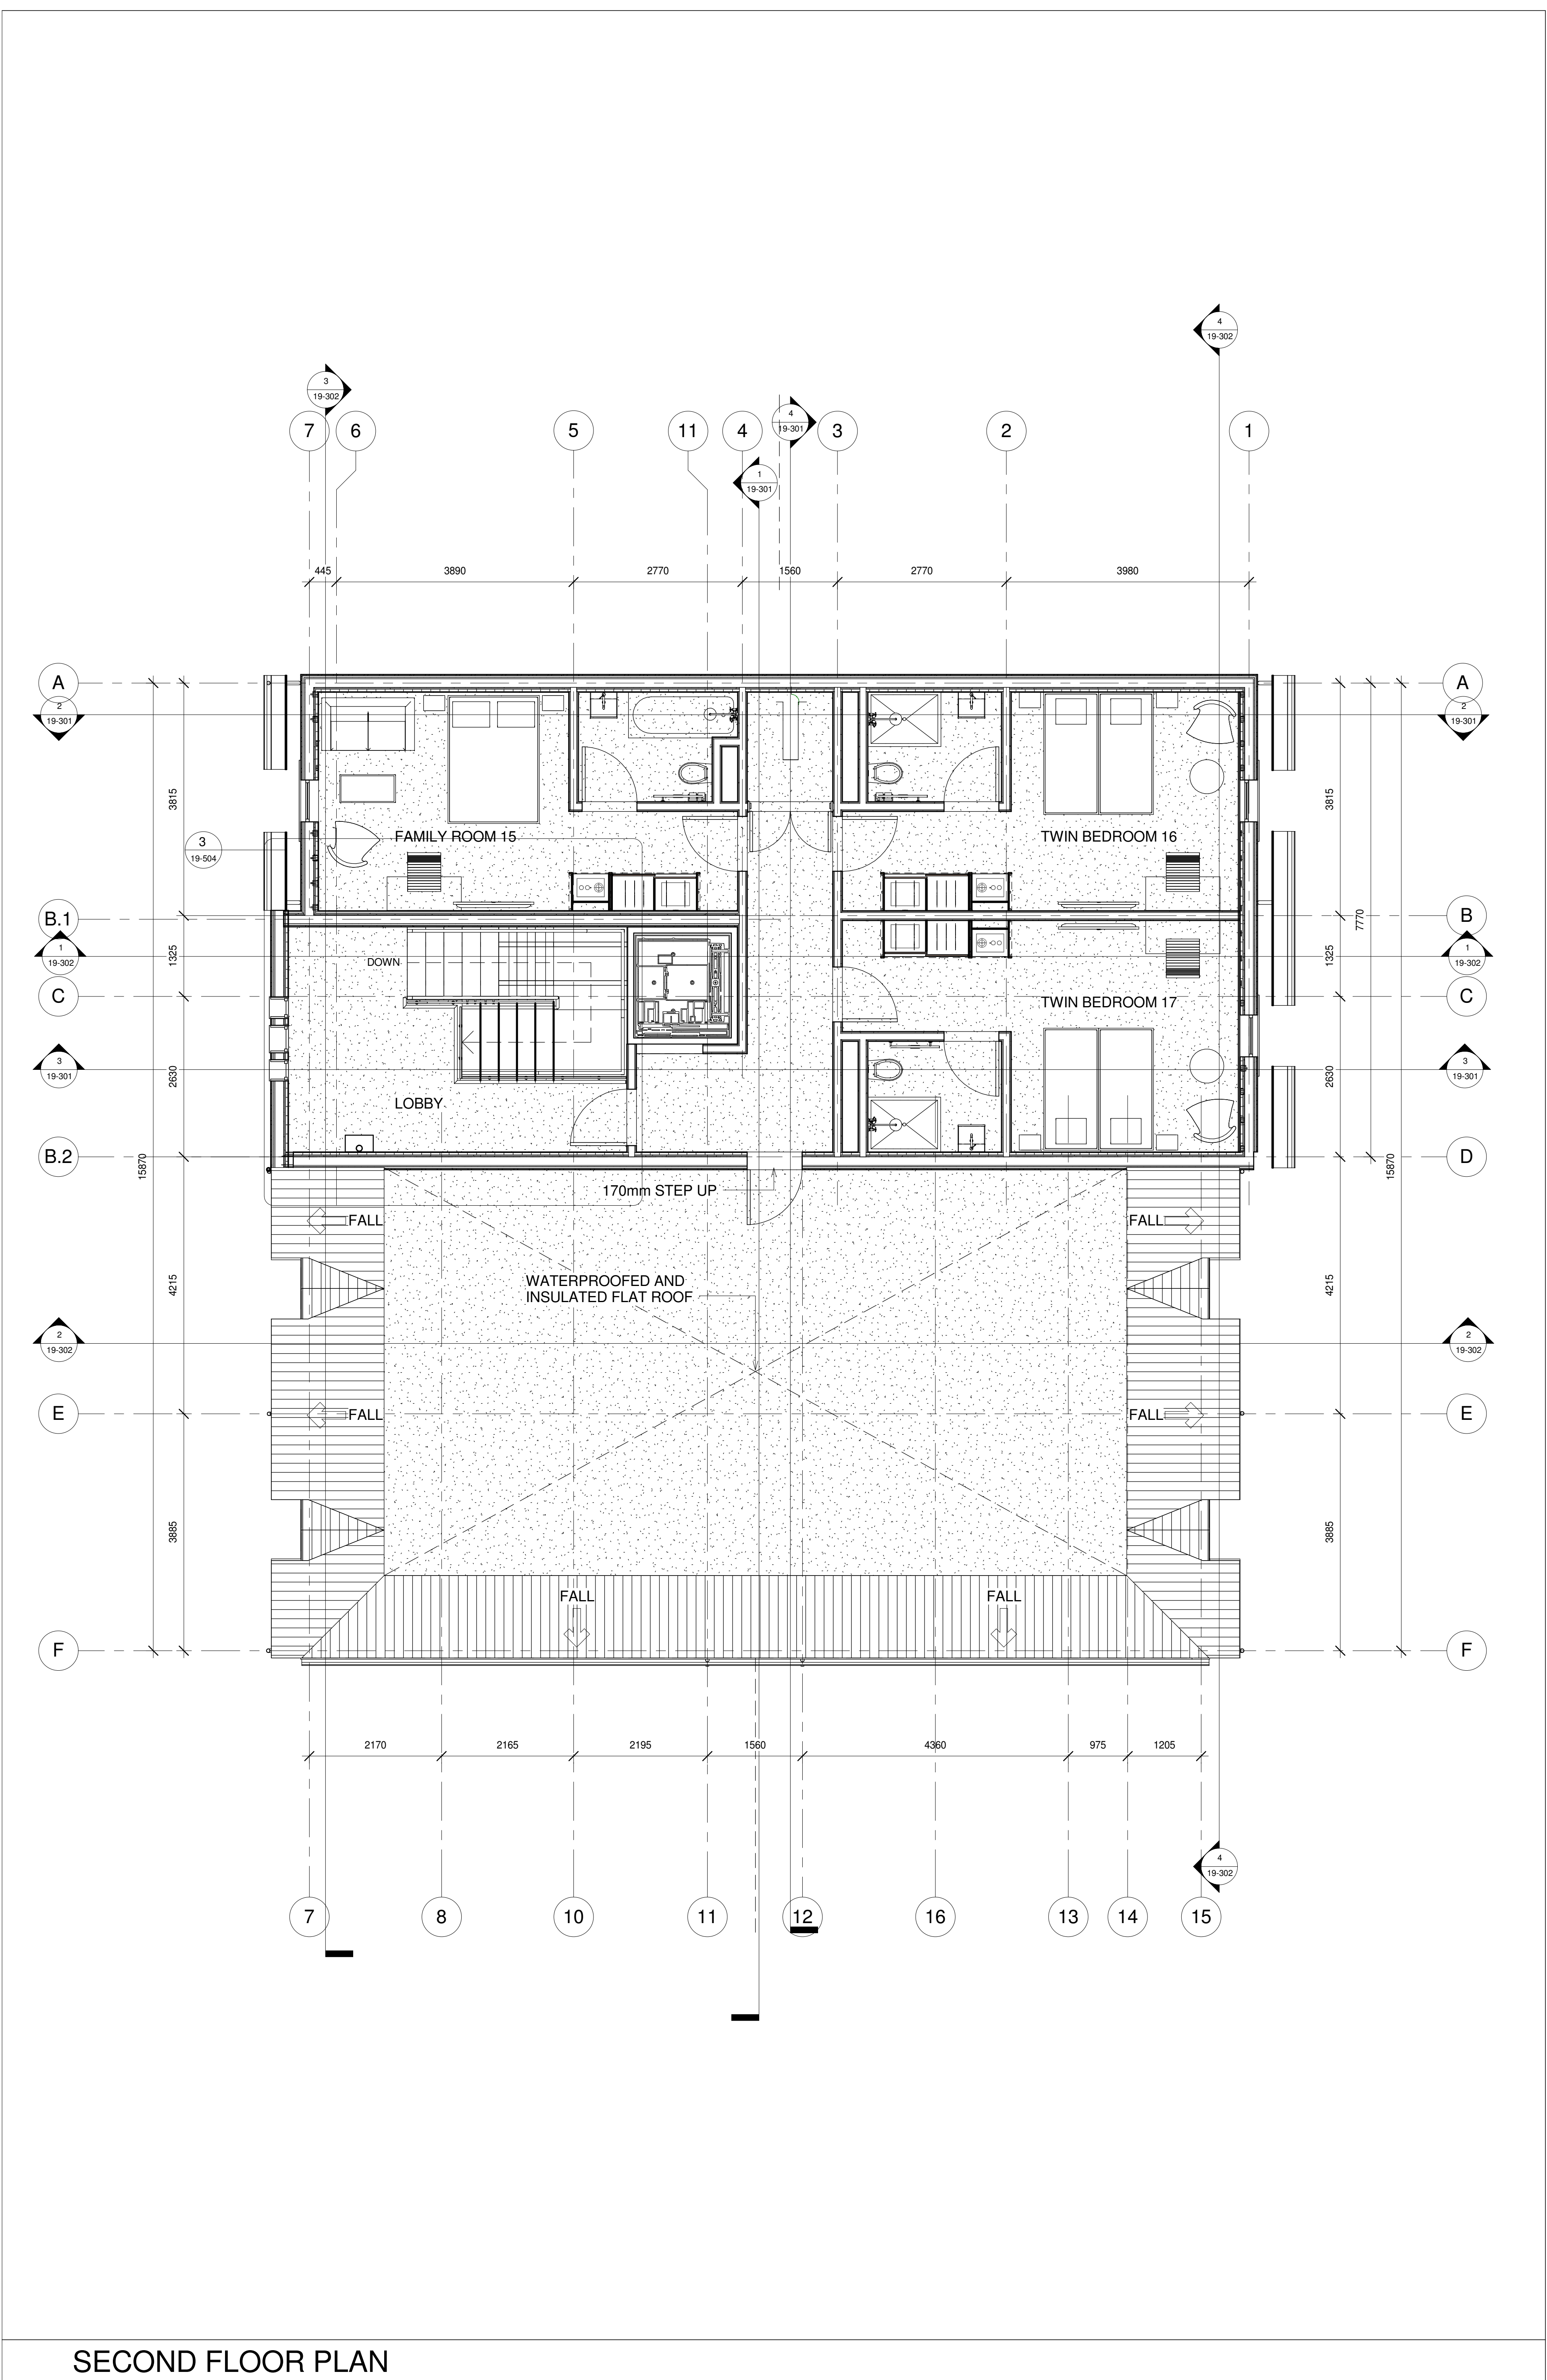 4
19-302
3
19-302
7
6
5
11
4
4
19-301
3
2
1
1
19-301
445
3890
2770
1560
2770
3980
A
A
2
19-301
2
19-301
3815
3815
FAMILY ROOM 15
TWIN BEDROOM 16
3
19-504
B.1
B
7770
1
19-302
1325
DOWN
1325
1
19-302
C
C
TWIN BEDROOM 17
3
19-301
2630
2630
3
19-301
LOBBY
B.2
D
15870
15870
170mm STEP UP
FALL
FALL
4215
WATERPROOFED AND
INSULATED FLAT ROOF
4215
2
19-302
2
19-302
E
FALL
FALL
E
3885
3885
FALL
FALL
F
F
2170
2165
2195
1560
4360
975
1205
4
19-302
7
8
10
11
12
16
13
14
15
SECOND FLOOR PLAN